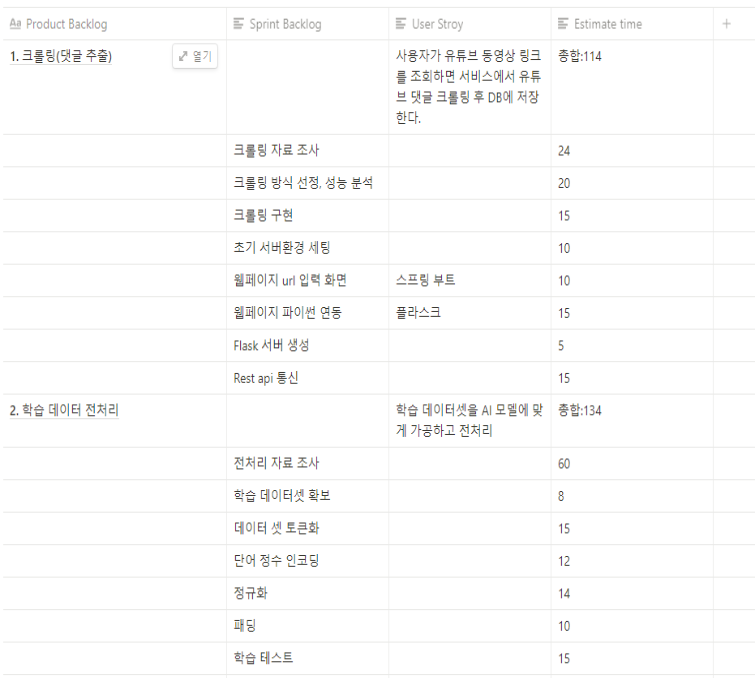 Aa Product Backlog Sprint Backlog User Stroy Estimate time +
1. 크롤링(댓글 추출) 열기 사용자가 유튜브 동영상 링크 총합:114
를 조회하면 서비스에서 유튜
브 댓글 크롤링 후 DB에 저장
한다.
크롤링 자료 조사 24
크롤링 방식 선정, 성능 분석 20
크롤링 구현 15
초기 서버환경 세팅 10
웹페이지 url 입력 화면 스프링 부트 10
웹페이지 파이썬 연동 플라스크 15
Flask 서버 생성 5
Rest api 통신 15
2. 학습 데이터 전처리 학습 데이터셋을 AI 모델에 맞 총합:134
게 가공하고 전처리
전처리 자료 조사 60
학습 데이터셋 확보 8
데이터 셋 토큰화 15
단어 정수 인코딩 12
정규화 14
패딩 10
학습 테스트 15